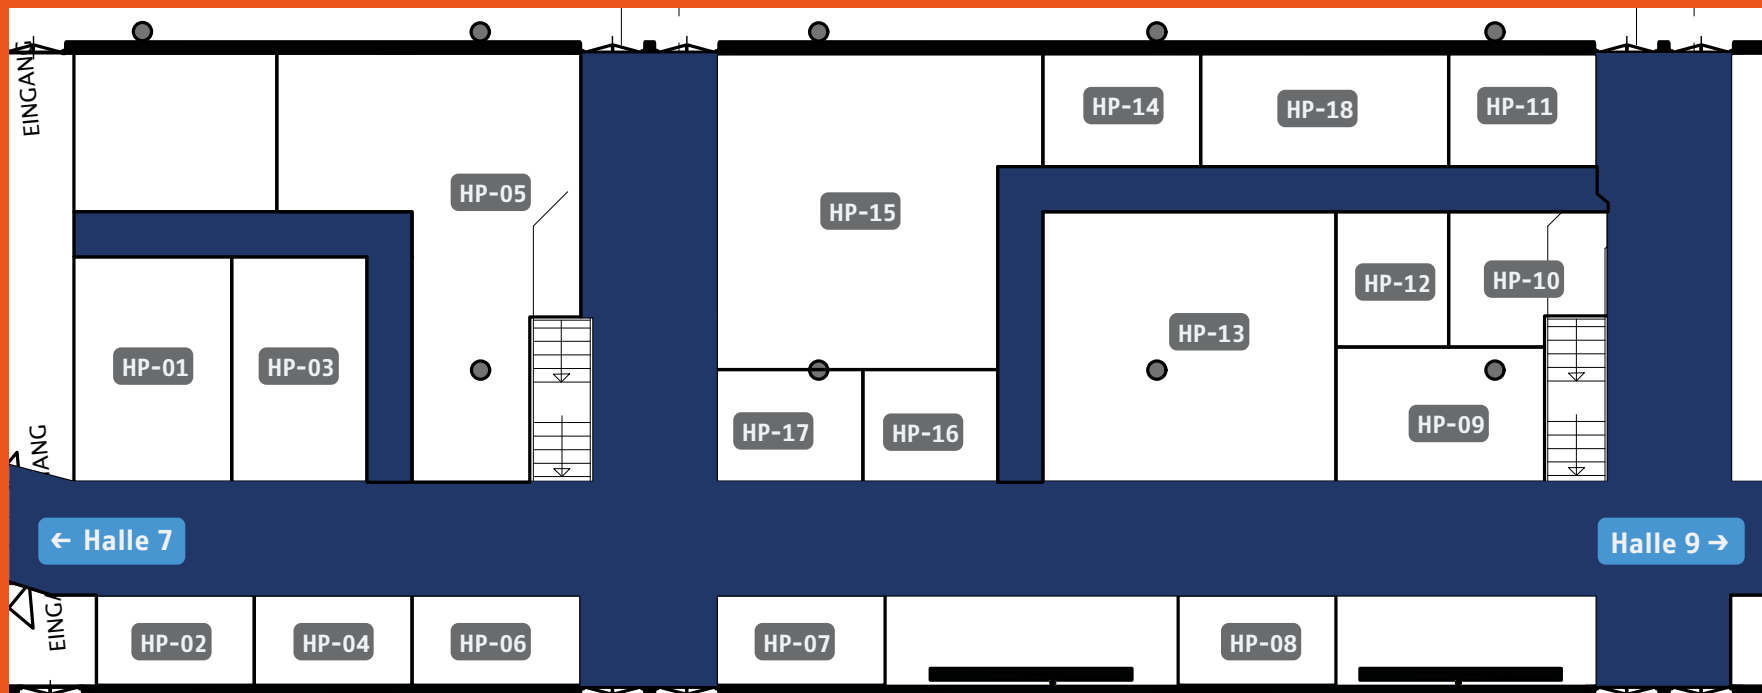 EINGANG
HP-14
HP-18
HP-11
HP-05
HP-15
HP-12
HP-10
HP-13
HP-01
HP-03
HP-17
HP-16
HP-09
ANG
← Halle 7
Halle 9 →
EINGA
HP-02
HP-04
HP-06
HP-07
HP-08